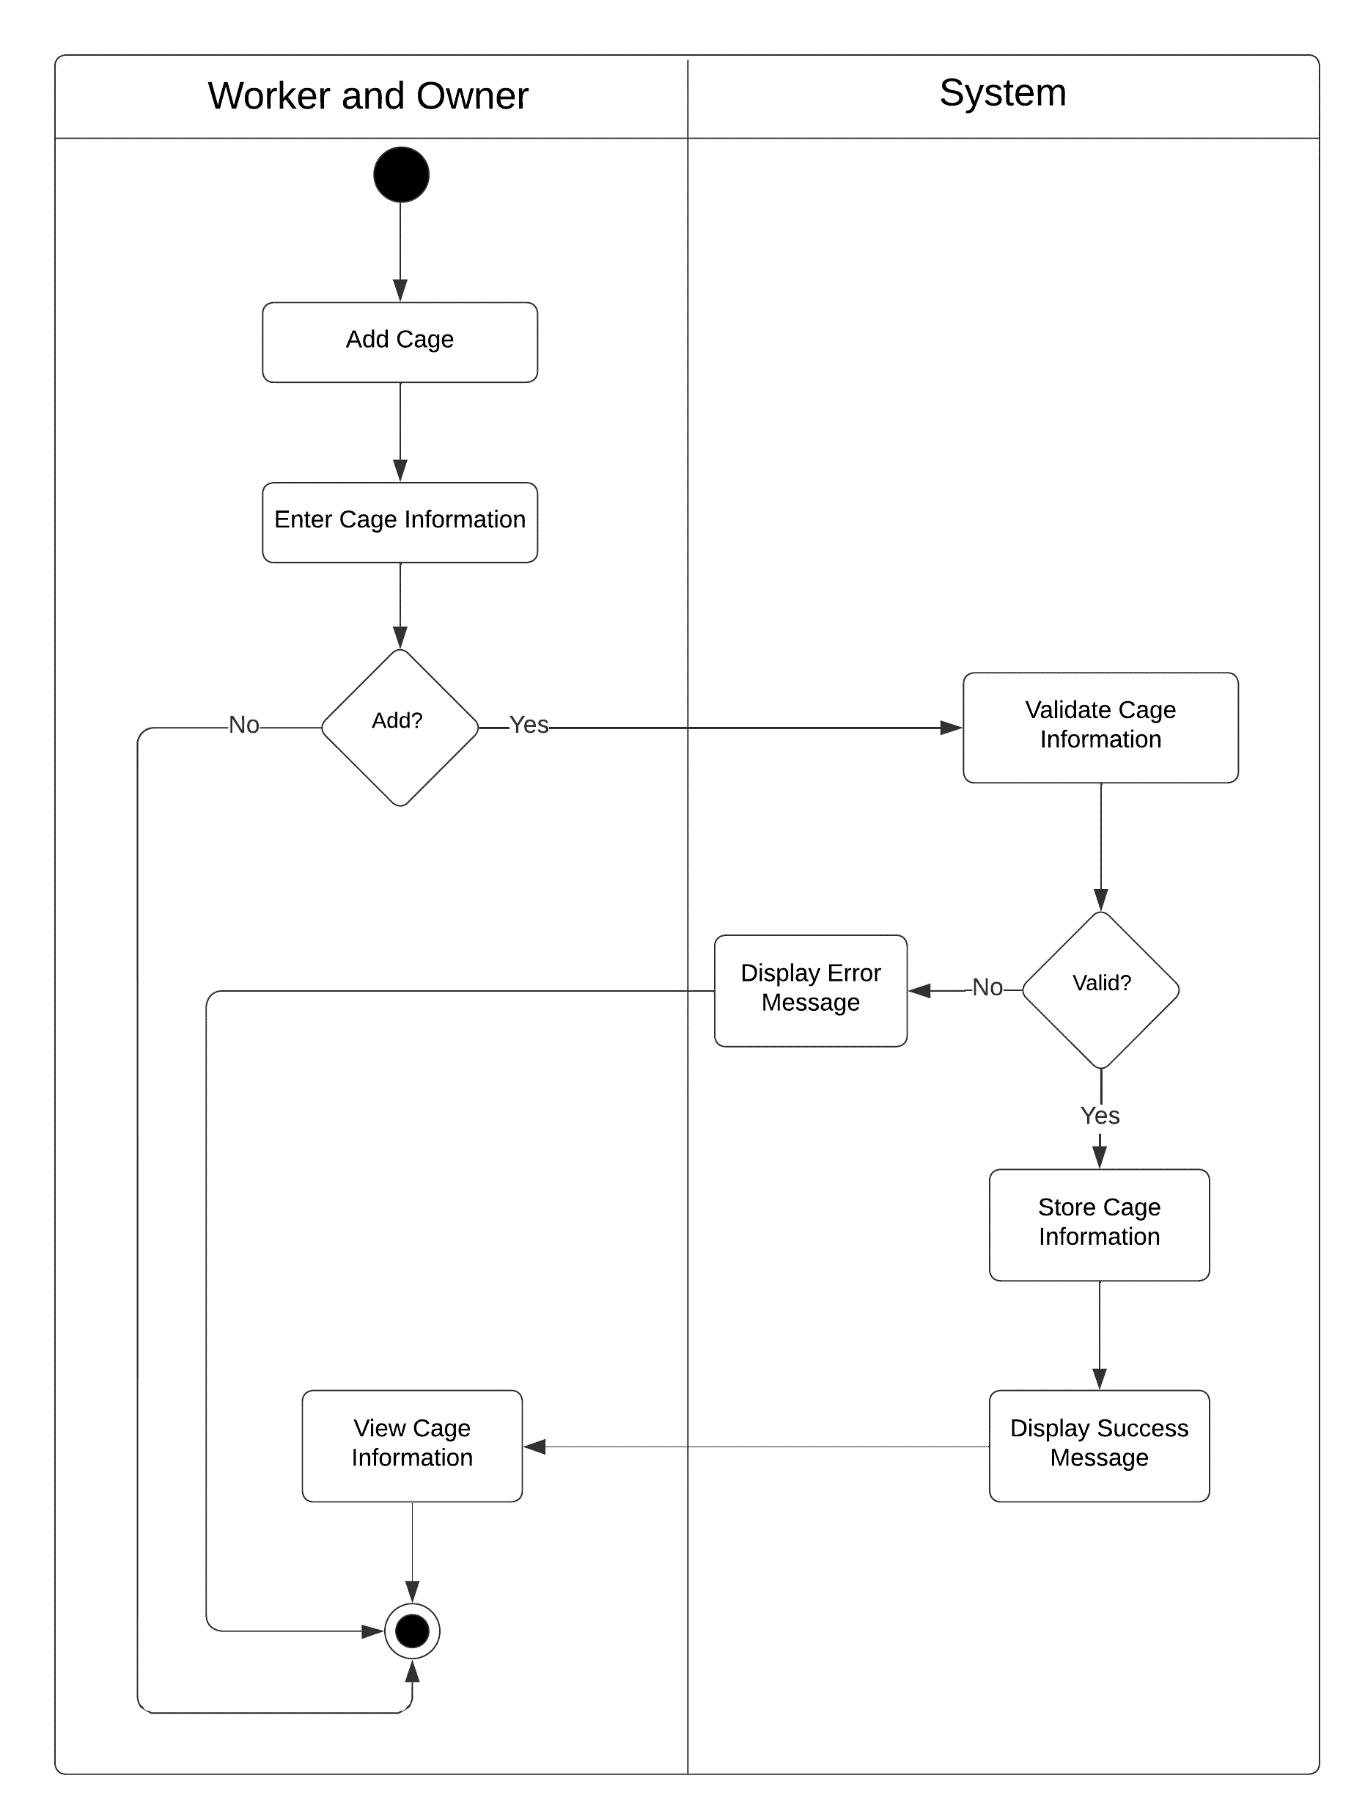 Worker and Owner
System
Add Cage
Enter Cage Information
Add?
No
Yes
Validate Cage
Information
Valid?
No
Display Error
Message
Yes
Store Cage
Information
Display Success
Message
View Cage
Information